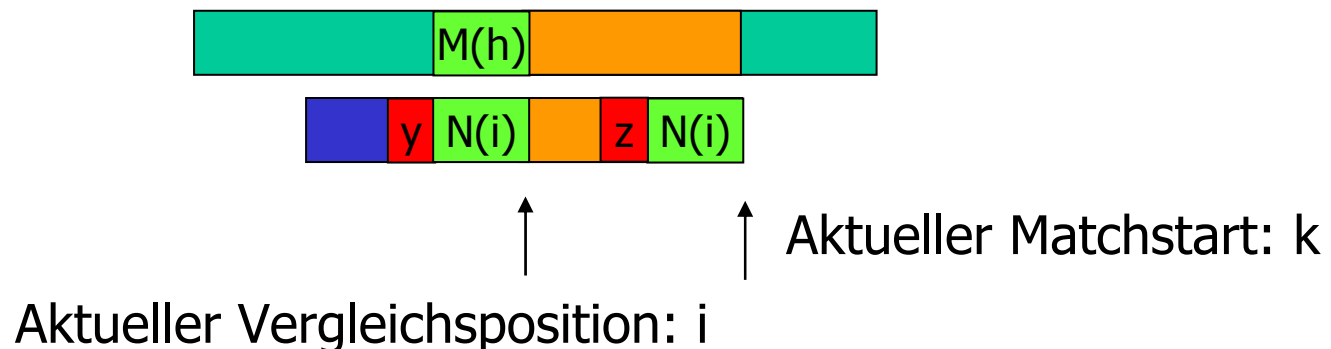 M(h)
y N(i) z N(i)
Aktueller Matchstart: k
Aktueller Vergleichsposition: i